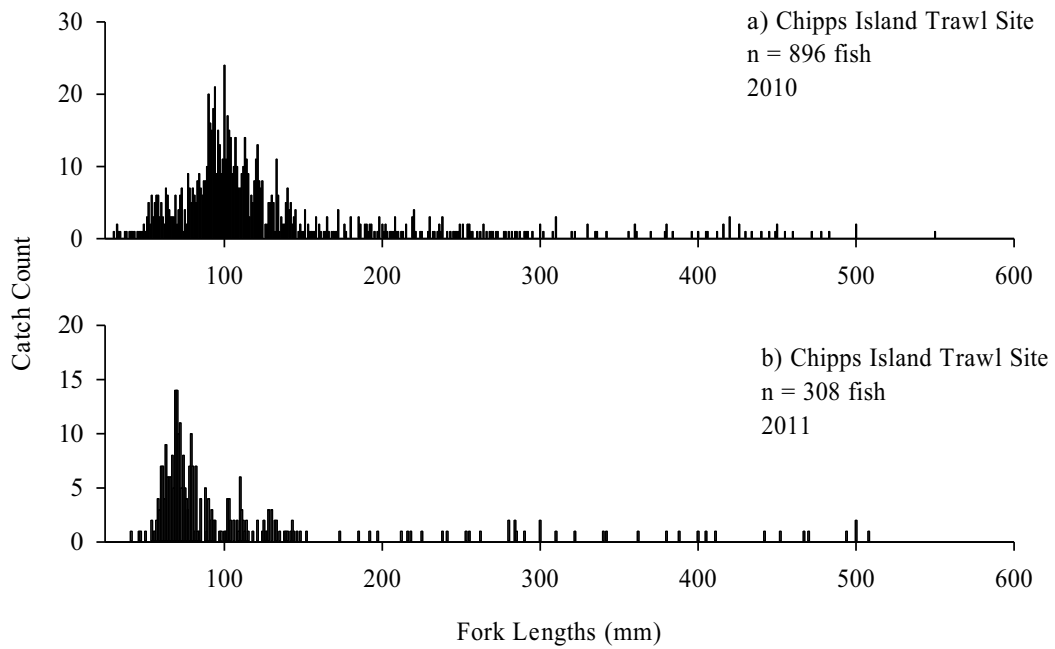 30
a) Chipps Island Trawl Site
n = 896 fish
2010
20
10
0
100 200 300 400 500 600
Catch Count
20
b) Chipps Island Trawl Site
n = 308 fish
2011
15
10
5
0
100 200 300 400 500 600
Fork Lengths (mm)